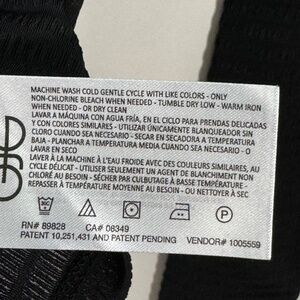 MACHINE WASH COLD GENTLE CYCLE WITH LIKE COLORS - ONLY
NON-CHLORINE BLEACH WHEN NEEDED - TUMBLE DRY LOW - WARM IRON
WHEN NEEDED - OR DRY CLEAN
LAVAR A MÁQUINA CON AGUA FRÍA, EN EL CICLO PARA PRENDAS DELICADAS
Y CON COLORES SIMILARES - UTILIZAR ÚNICAMENTE BLANQUEADOR SIN
CLORO CUANDO SEA NECESARIO - SECAR EN SECADORA A TEMPERATURA
BAJA - PLANCHAR A TEMPERATURA MEDIA CUANDO SEA NECESARIO - O
LAVAR EN SECO
LAVER À LA MACHINE À L'EAU FROIDE AVEC DES COULEURS SIMILAIRES, AU
CYCLE DÉLICAT - UTILISER SEULEMENT UN AGENT DE BLANCHIMENT NON
CHLORÉ AU BESOIN - SÉCHER PAR CULBUTAGE À BASSE TEMPÉRATURE -
REPASSER À TEMPÉRATURE MOYENNE AU BESOIN - OU NETTOYER À SEC
P
RN# 89828 CA# 08349
PATENT 10,251,431 AND PATENT PENDING VENDOR# 1005559